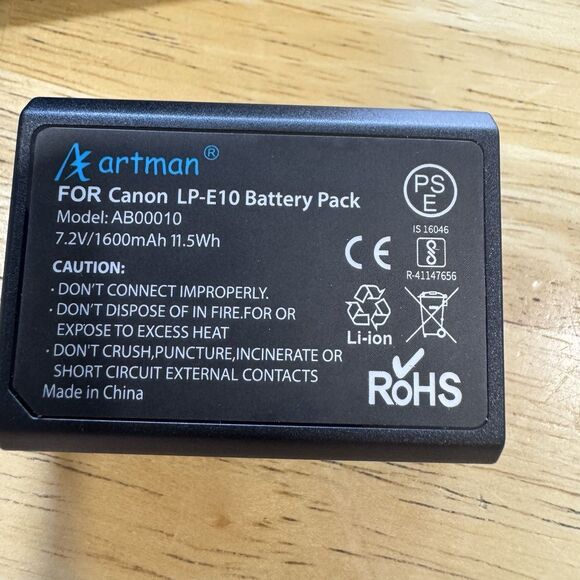 artman®
FOR Canon LP-E10 Battery Pack
Model: AB00010
7.2V/1600mAh 11.5Wh
CAUTION:
· DON'T CONNECT IMPROPERLY.
· DON'T DISPOSE OF IN FIRE.FOR OR
EXPOSE TO EXCESS HEAT
· DON'T CRUSH,PUNCTURE,INCINERATE OR
SHORT CIRCUIT EXTERNAL CONTACTS
Made in China
PS
E
IS 16046
R-41147656
CE
Li-ion
RoHS